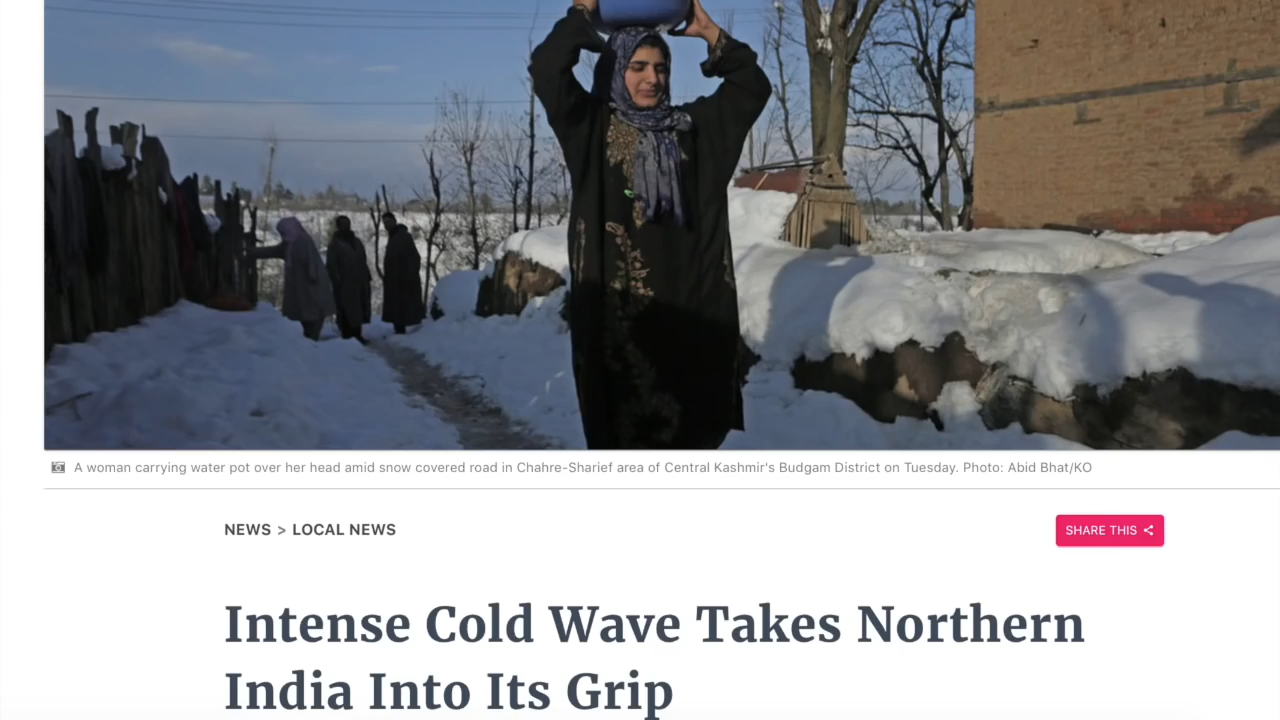 A woman carrying water pot over her head amid snow covered road in Chahre-Sharief area of Central Kashmir's Budgam District on Tuesday. Photo: Abid Bhat/KO
NEWS > LOCAL NEWS
SHARE THIS
Intense Cold Wave Takes Northern
India Into Its Grip